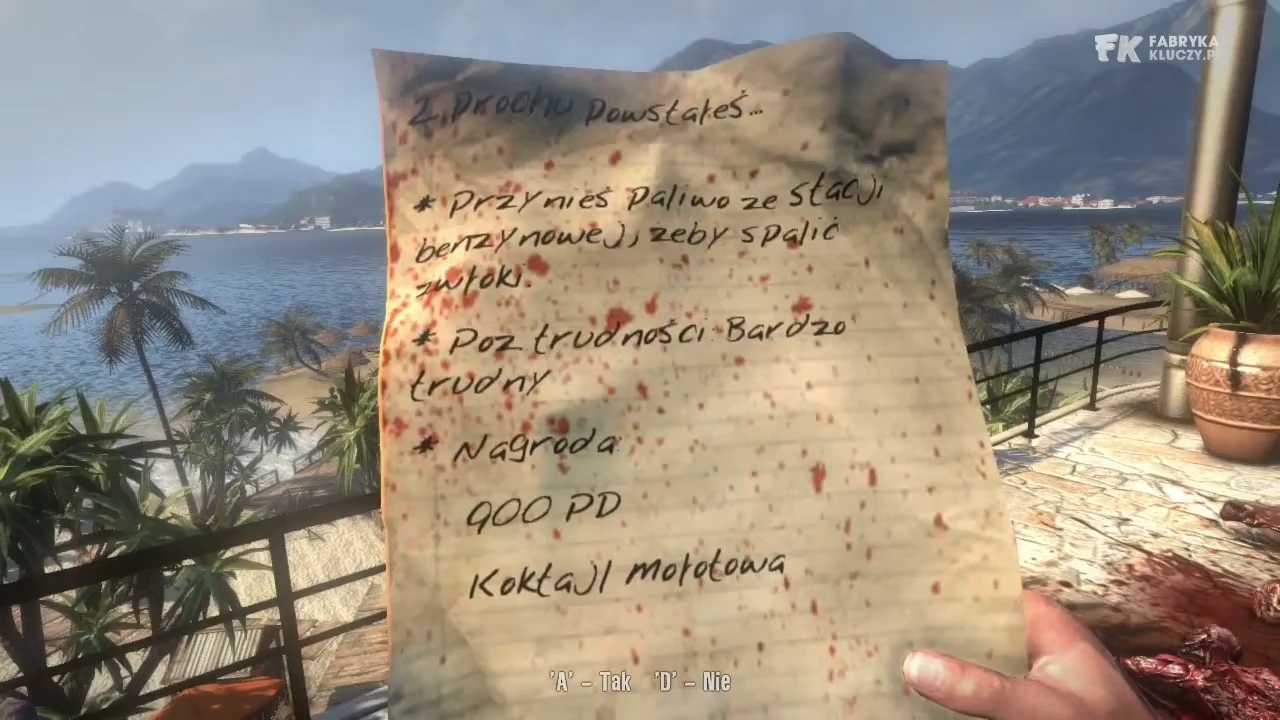 FK FABRYKA
KLUCZY.P
Z prochu powstałeś...
* Przynieś paliwo ze stacji
benzynowej, żeby spalić
zwłoki.
* Poz trudności: Bardzo
trudny
* Nagroda:
900 PD
Koktajl mołotowa
'A' – Tak 'D' – Nie